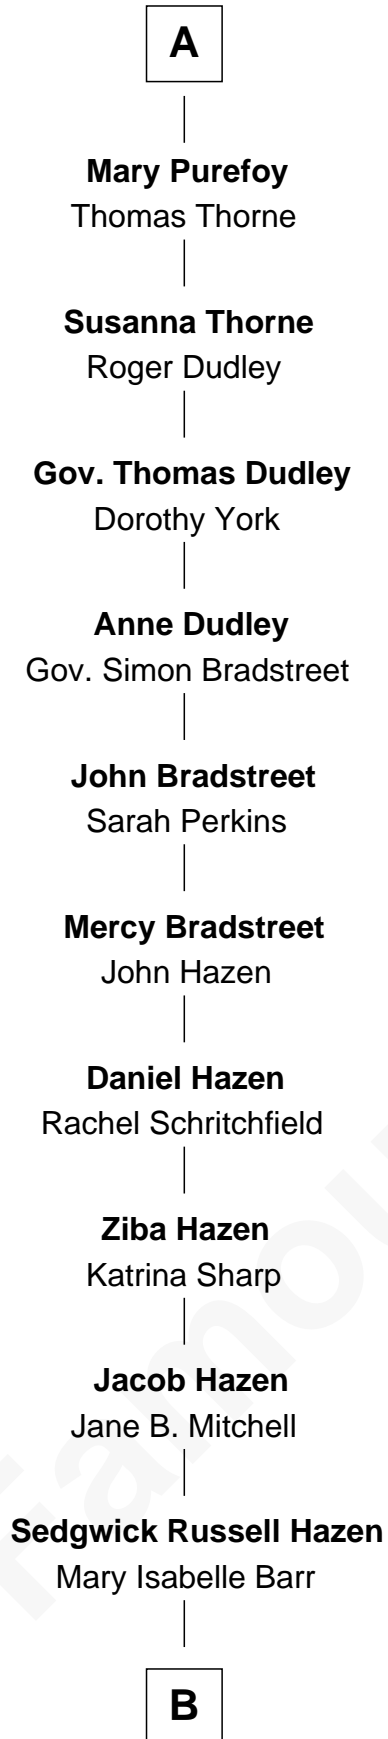 A
Mary Purefoy
Thomas Thorne
Susanna Thorne
Roger Dudley
Gov. Thomas Dudley
Dorothy York
Anne Dudley
Gov. Simon Bradstreet
John Bradstreet
Sarah Perkins
Mercy Bradstreet
John Hazen
Daniel Hazen
Rachel Schritchfield
Ziba Hazen
Katrina Sharp
Jacob Hazen
Jane B. Mitchell
Sedgwick Russell Hazen
Mary Isabelle Barr
B
Famou